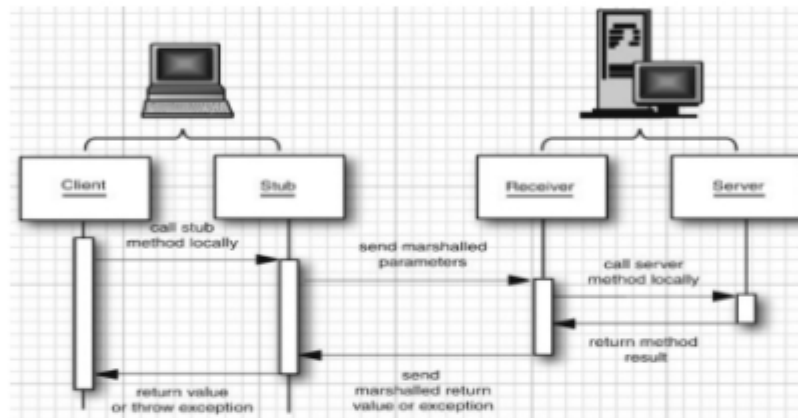 Client
Stub
Receiver
Server
call stub
method locally
send marshalled
parameters
call server
method locally
return method
result
send
marshalled return
value or exception
return value
or throw exception